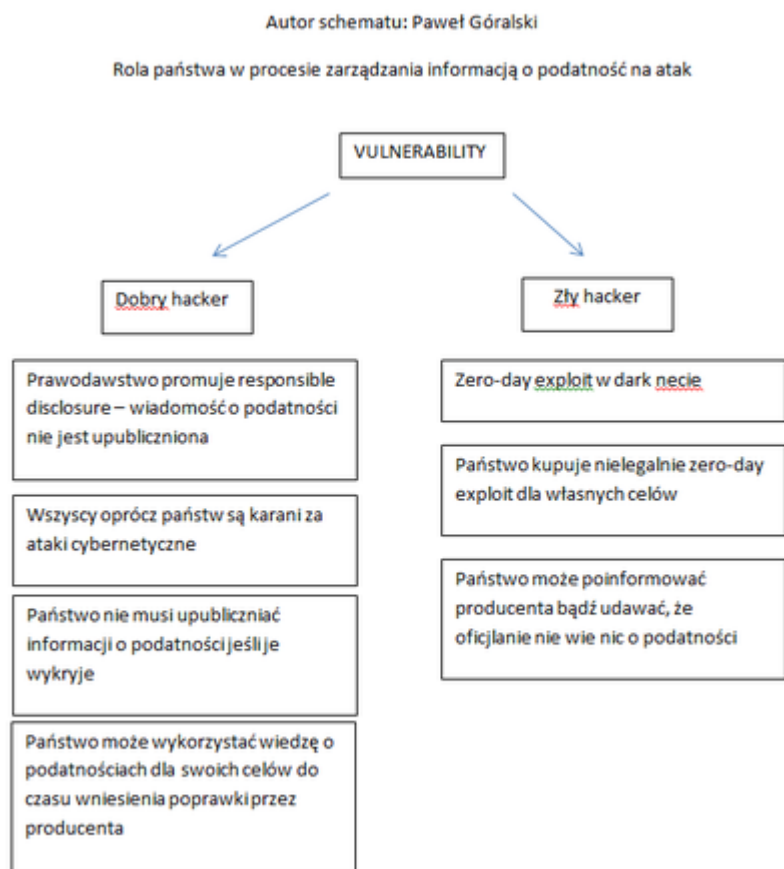 Autor schematu: Paweł Góralski
Rola państwa w procesie zarządzania informacją o podatność na atak
VULNERABILITY
Dobry hacker
Prawodawstwo promuje responsible
disclosure – wiadomość o podatności
nie jest upubliczniona
Wszyscy oprócz państw są karani za
ataki cybernetyczne
Państwo nie musi upubliczniać
informacji o podatności jeśli je
wykryje
Państwo może wykorzystać wiedzę o
podatnościach dla swoich celów do
czasu wniesienia poprawki przez
producenta
Zły hacker
Zero-day exploit w dark necie
Państwo kupuje nielegalnie zero-day
exploit dla własnych celów
Państwo może poinformować
producenta bądź udawać, że
oficjlanie nie wie nic o podatności